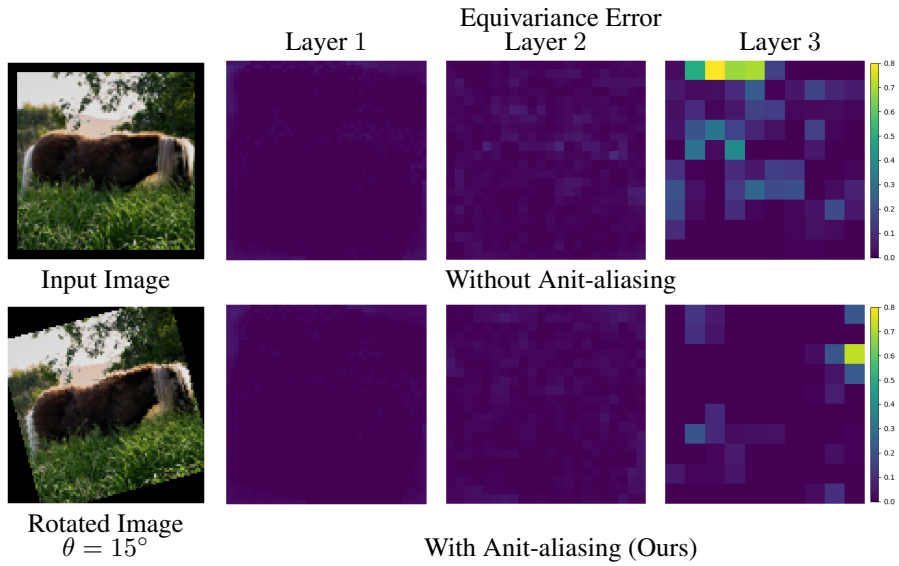 Equivariance Error
Layer 1
Layer 2
Layer 3
0.8
0.7
0.6
0.5
0.4
0.3
0.2
0.1
0.0
Input Image
Without Anit-aliasing
0.8
0.7
0.6
0.5
0.4
0.3
0.2
0.1
0.0
Rotated Image
θ = 15°
With Anit-aliasing (Ours)